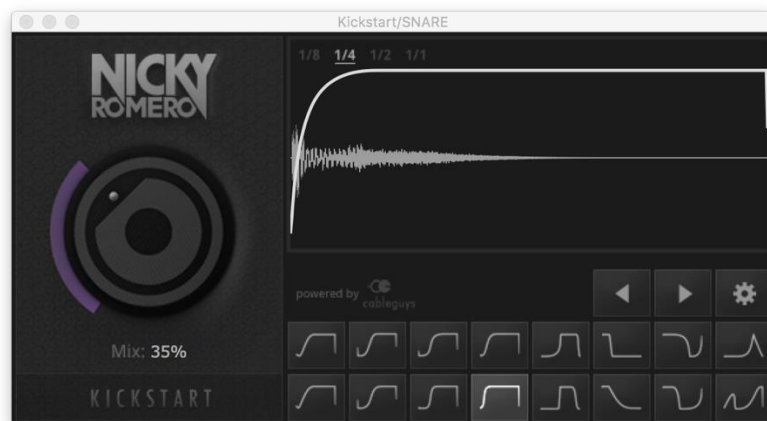 Kickstart/SNARE
NICKY
ROMERO
1/8 1/4 1/2 1/1
powered by cableguys
Mix: 35%
KICKSTART